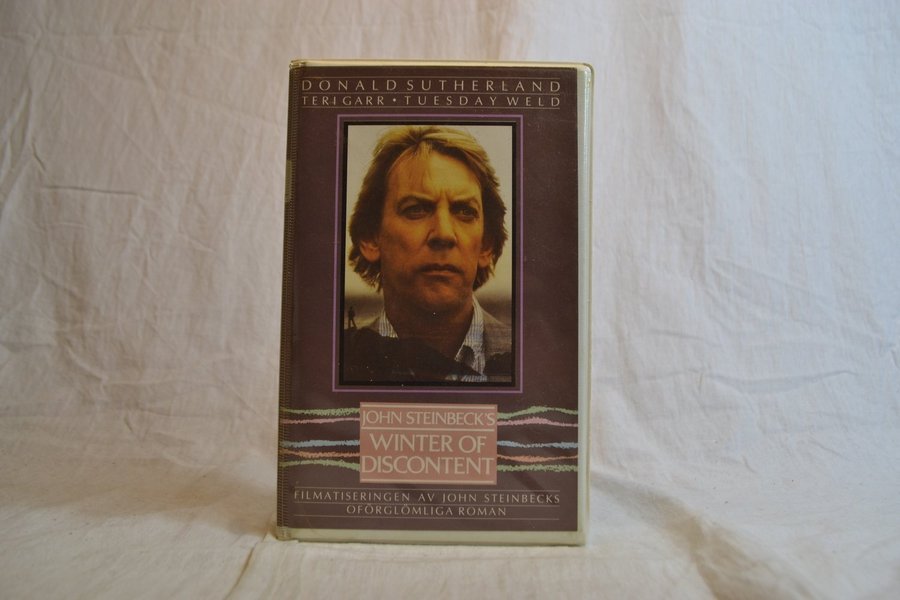 DONALD SUTHERLAND
TERI GARR • TUESDAY WELD
JOHN STEINBECK'S
WINTER OF
DISCONTENT
FILMATISERINGEN AV JOHN STEINBECKS
OFÖRGLÖMLIGA ROMAN